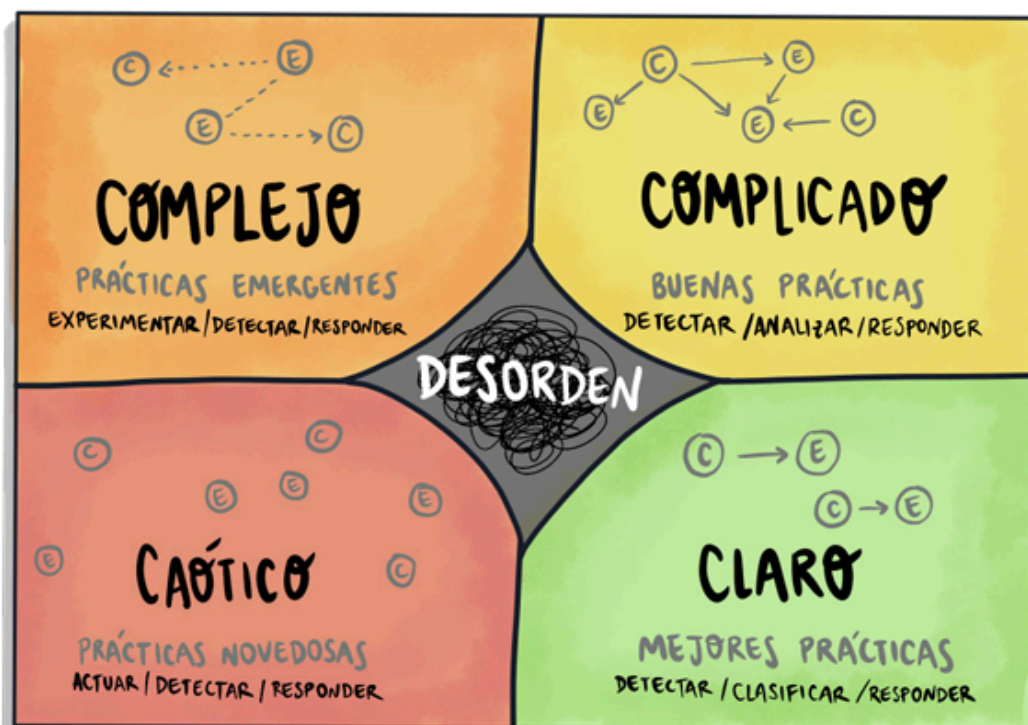 C E
E C
COMPLEJO
PRÁCTICAS EMERGENTES
EXPERIMENTAR/DETECTAR/RESPONDER
C E
E E C
COMPLICADO
BUENAS PRÁCTICAS
DETECTAR/ANALIZAR/RESPONDER
DESORDEN
C C
E E E
E C
CAÓTICO
PRÁCTICAS NOVEDOSAS
ACTUAR/DETECTAR/RESPONDER
C E
C E
CLARO
MEJORES PRÁCTICAS
DETECTAR/CLASIFICAR/RESPONDER